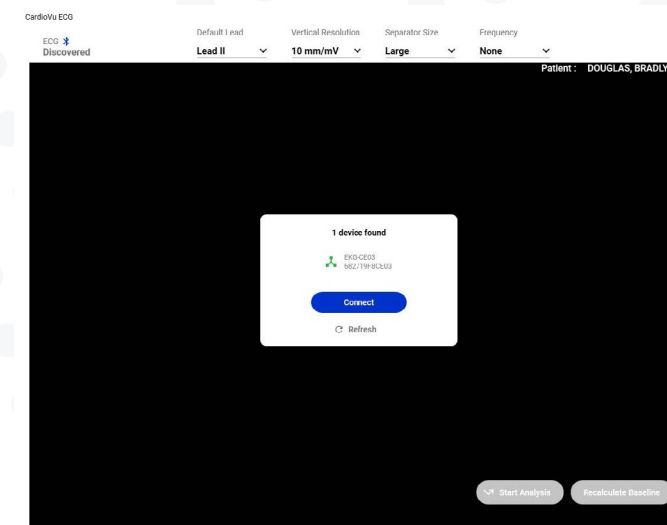 CardioVu ECG
ECG
Discovered
Default Lead
Lead II
Vertical Resolution
10 mm/mV
Separator Size
Large
Frequency
None
Patient : DOUGLAS, BRADLY
1 device found
EKG-CE03
682719F8CE03
Connect
Refresh
Start Analysis
Recalculate Baseline